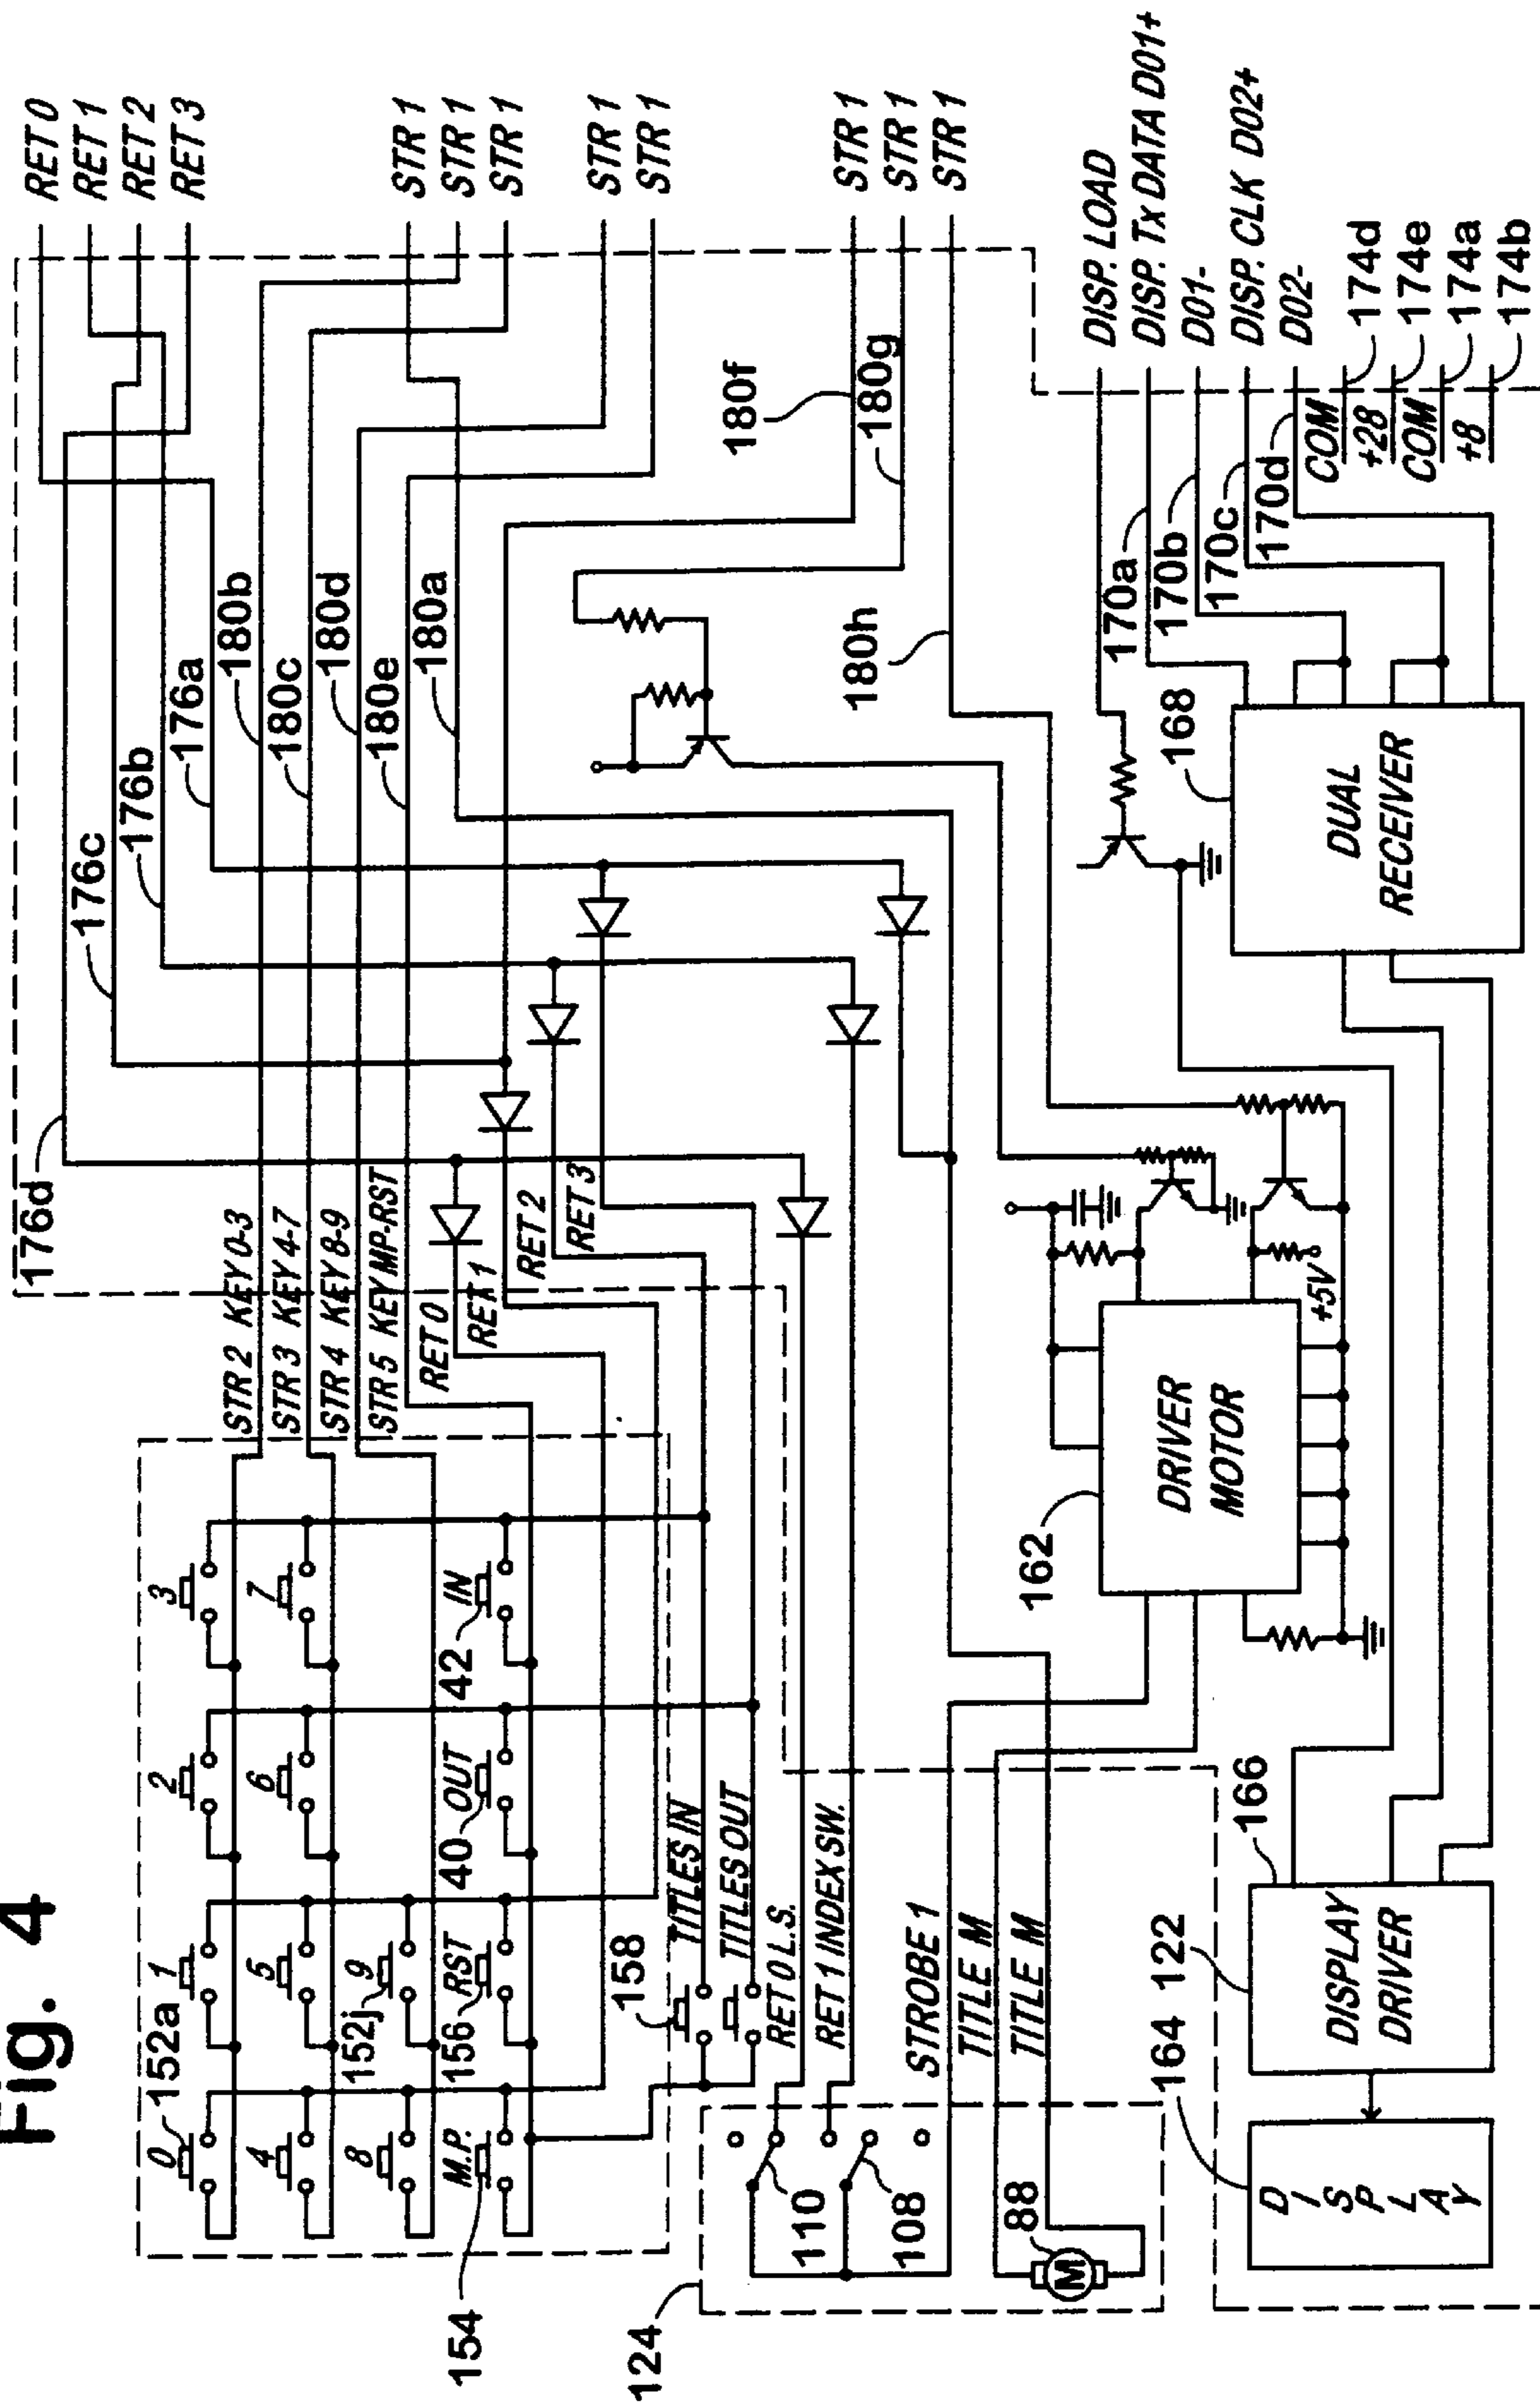 Fig. 4
RET 0
RET 1
RET 2
RET 3
STR 1
STR 1
STR 1
STR 1
STR 1
STR 1
STR 1
STR 1
DISP. LOAD
DISP. Tx DATA D01+
D01-
DISP. CLK D02+
D02-
COM
174d
+28
174e
COM
174a
+8
174b
176d
176c
176b
176a
180b
180c
180d
180e
180a
180f
180g
180h
170a
170b
170c
170d
STR 2 KEY 0-3
STR 3 KEY 4-7
STR 4 KEY 8-9
STR 5 KEY MP-RST
RET 0
RET 1
RET 2
RET 3
0
152a
1
2
3
4
5
6
7
8
152j
9
M.P.
154
156
RST
40
OUT
42
IN
158
TITLES IN
TITLES OUT
RET 0 L.S.
RET 1 INDEX SW.
STROBE 1
TITLE M
TITLE M
124
110
108
88
M
162
DRIVER
MOTOR
+5V
168
DUAL
RECEIVER
164
DISPLAY
122
166
DISPLAY
DRIVER